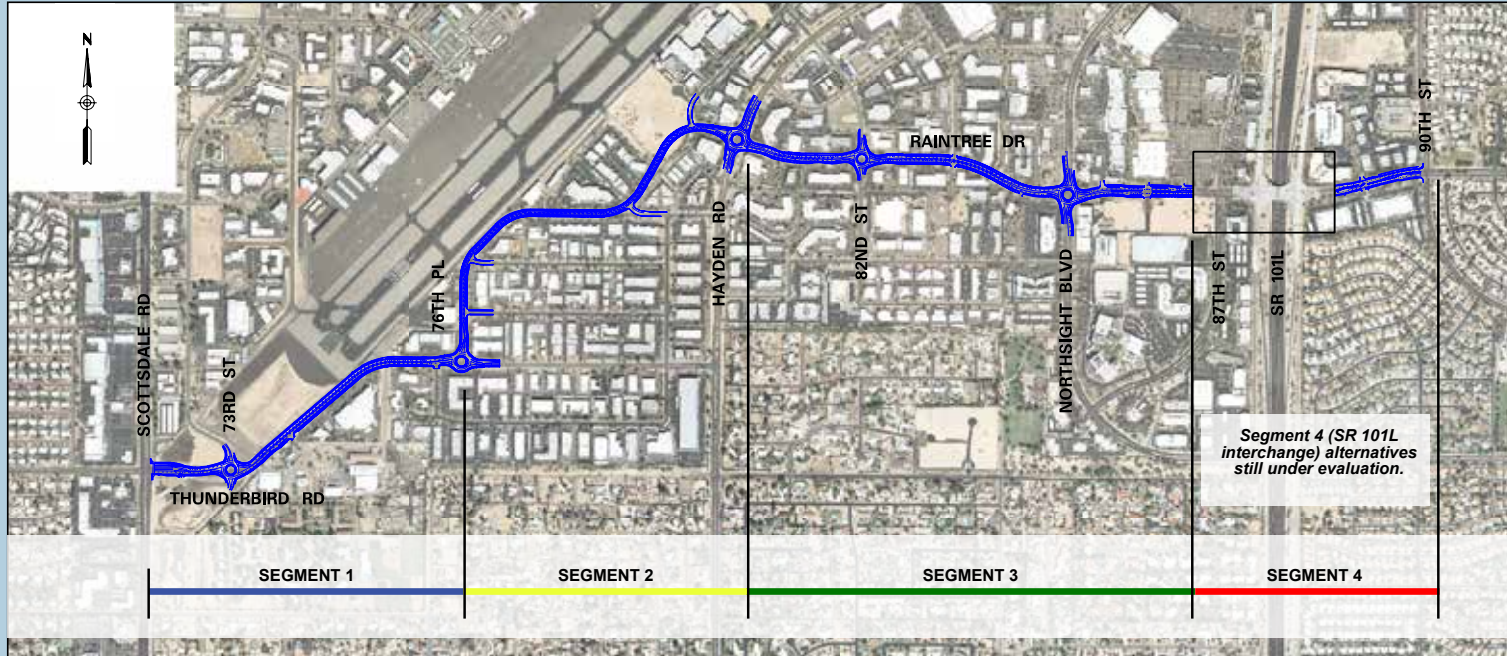 N
SCOTTSDALE RD
73RD ST
THUNDERBIRD RD
76TH PL
HAYDEN RD
82ND ST
RAINTREE DR
NORTHSIGHT BLVD
87TH ST
SR 101L
90TH ST
Segment 4 (SR 101L
interchange) alternatives
still under evaluation.
SEGMENT 1
SEGMENT 2
SEGMENT 3
SEGMENT 4